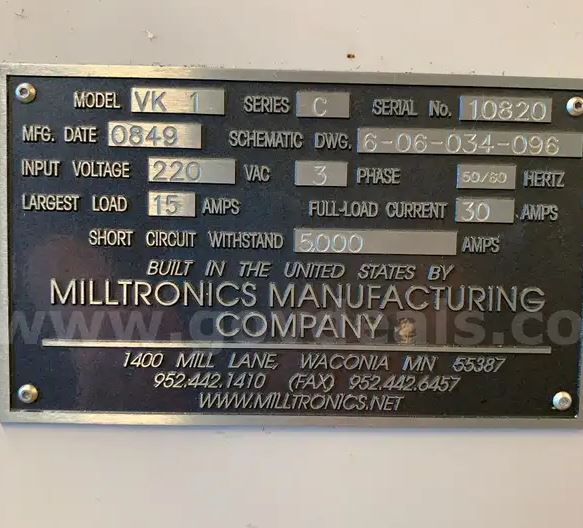 MODEL VK 1 SERIES C SERIAL No. 10820
MFG. DATE 0849 SCHEMATIC DWG. 6-06-034-096
INPUT VOLTAGE 220 VAC 3 PHASE 50/60 HERTZ
LARGEST LOAD 15 AMPS FULL-LOAD CURRENT 30 AMPS
SHORT CIRCUIT WITHSTAND 5000 AMPS
BUILT IN THE UNITED STATES BY
MILLTRONICS MANUFACTURING
COMPANY
1400 MILL LANE, WACONIA MN 55387
952.442.1410 (FAX) 952.442.6457
WWW.MILLTRONICS.NET